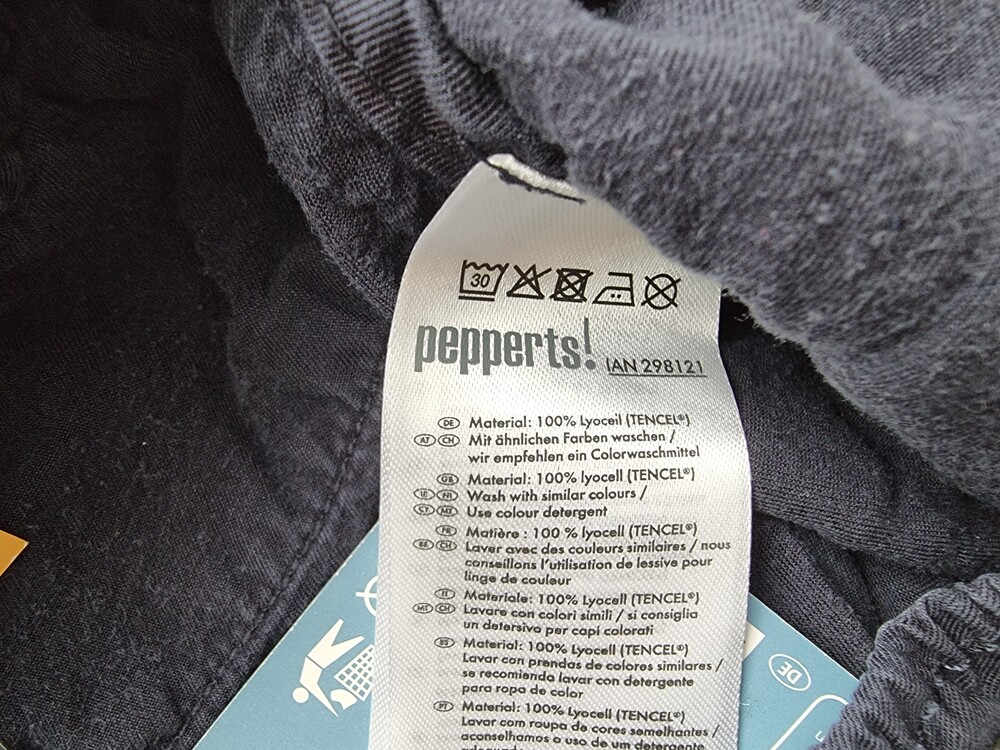 30
pepperts!
IAN 298121
DE Material: 100% Lyocell (TENCEL®)
AT CH Mit ähnlichen Farben waschen /
wir empfehlen ein Colorwaschmittel
GB Material: 100% lyocell (TENCEL®)
IE NI Wash with similar colours /
CY MT Use colour detergent
FR Matière : 100 % lyocell (TENCEL®)
BE CH Laver avec des couleurs similaires / nous
conseillons l'utilisation de lessive pour
linge de couleur
IT Materiale: 100% Lyocell (TENCEL®)
MT CH Lavare con colori simili / si consiglia
un detersivo per capi colorati
ES Material: 100% Lyocell (TENCEL®)
Lavar con prendas de colores similares /
se recomienda lavar con detergente
para ropa de color
PT Material: 100% Lyocell (TENCEL®)
Lavar com roupa de cores semelhantes /
aconselhamos o uso de um detergente
DE